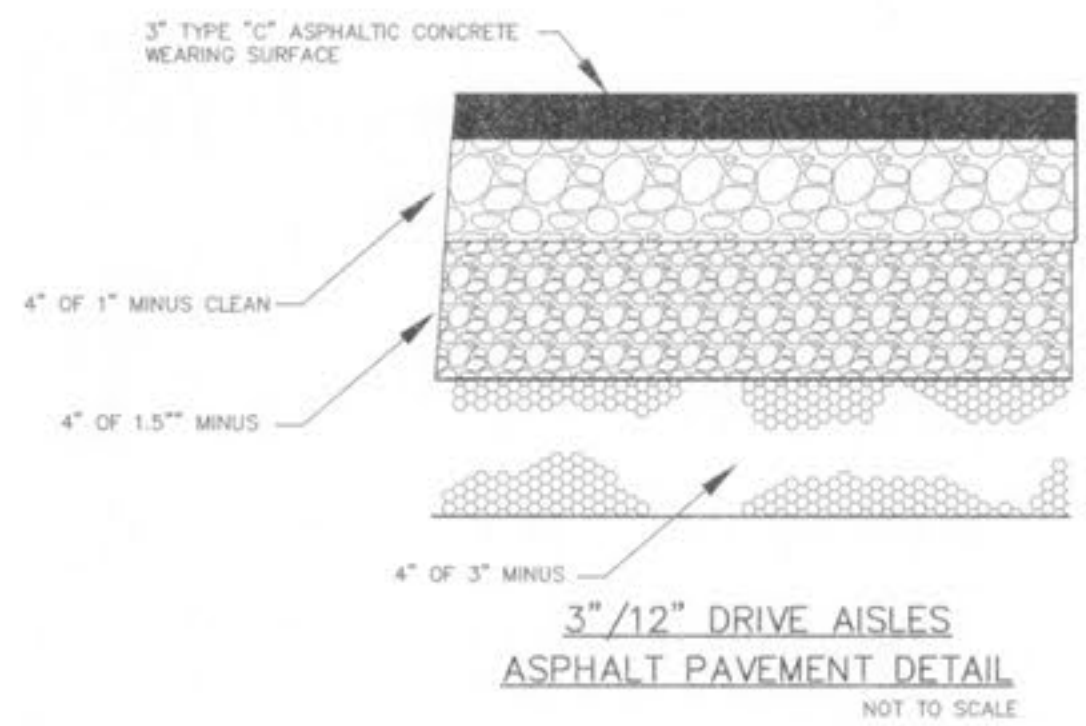 3" TYPE "C" ASPHALTIC CONCRETE
WEARING SURFACE
4" OF 1" MINUS CLEAN
4" OF 1.5"" MINUS
4" OF 3" MINUS
3"/12" DRIVE AISLES
ASPHALT PAVEMENT DETAIL
NOT TO SCALE